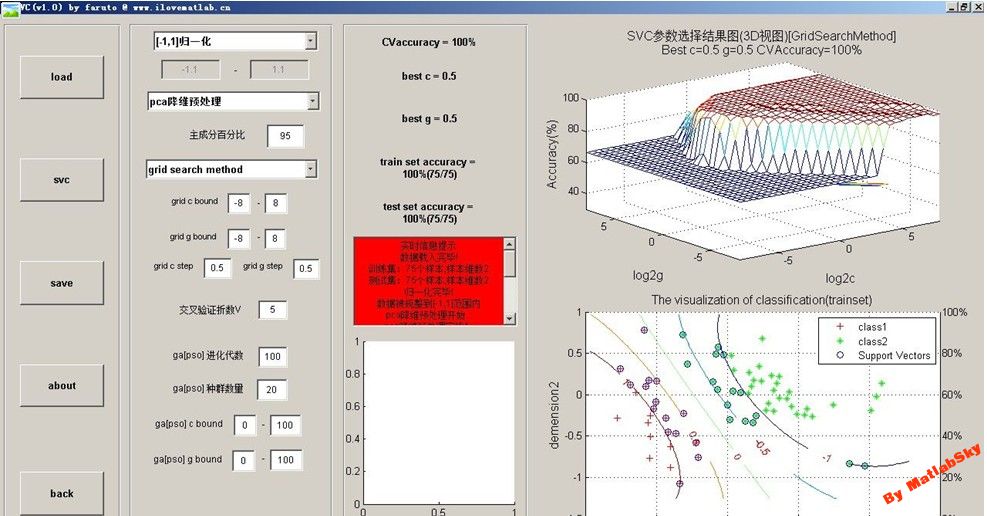 VC(v1.0) by faruto @ www.ilovematlab.cn
load
svc
save
about
back
[-1,1]归一化
-1.1 - 1.1
pca降维预处理
主成分百分比 95
grid search method
grid c bound -8 - 8
grid g bound -8 - 8
grid c step 0.5 grid g step 0.5
交叉验证折数V 5
ga[pso] 进化代数 100
ga[pso] 种群数量 20
ga[pso] c bound 0 - 100
ga[pso] g bound 0 - 100
CVaccuracy = 100%
best c = 0.5
best g = 0.5
train set accuracy =
100%(75/75)
test set accuracy =
100%(75/75)
实时信息提示
数据载入完毕!
训练集: 75个样本,样本维数2
测试集: 75个样本,样本维数2
归一化完毕!
数据被规整到[-1,1]范围内
pca降维预处理开始
1
0.8
0.6
0.4
0.2
0
0 0.5 1
SVC参数选择结果图(3D视图)[GridSearchMethod]
Best c=0.5 g=0.5 CVAccuracy=100%
Accuracy(%)
100
80
60
40
5
0
-5
log2g
-5
0
5
log2c
The visualization of classification(trainset)
demension2
1
0.5
0
-0.5
-1
100%
80%
60%
40%
20%
class1
class2
Support Vectors
0
-0.5
-1
By MatlabSky